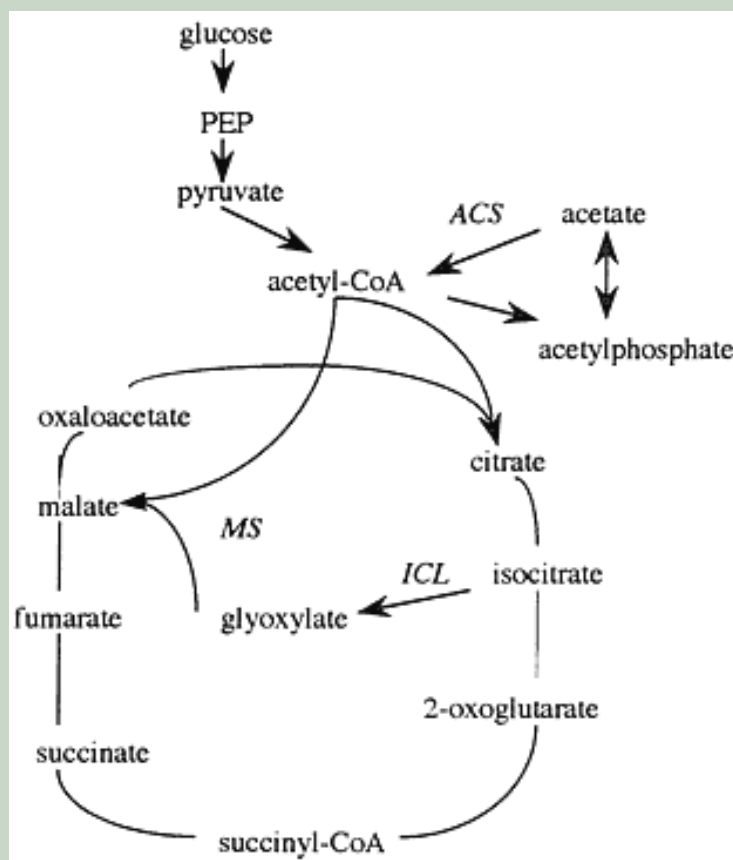 glucose
PEP
pyruvate
ACS acetate
acetyl-CoA
acetylphosphate
oxaloacetate
citrate
malate
MS
ICL isocitrate
fumarate glyoxylate
2-oxoglutarate
succinate
succinyl-CoA